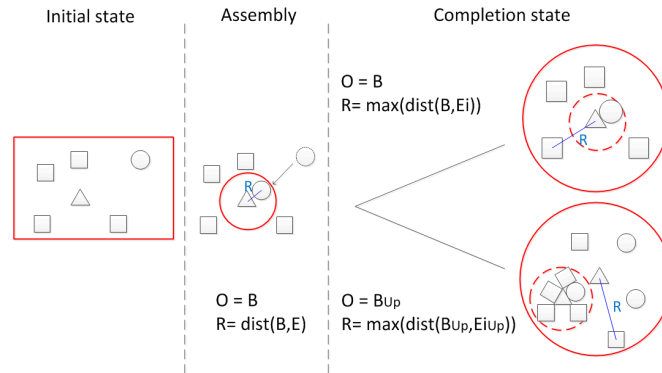 Initial state
Assembly
Completion state
O = B
R= max(dist(B,Ei))
R
R
O = B
R= dist(B,E)
O = BUp
R= max(dist(BUp,EiUp))
R